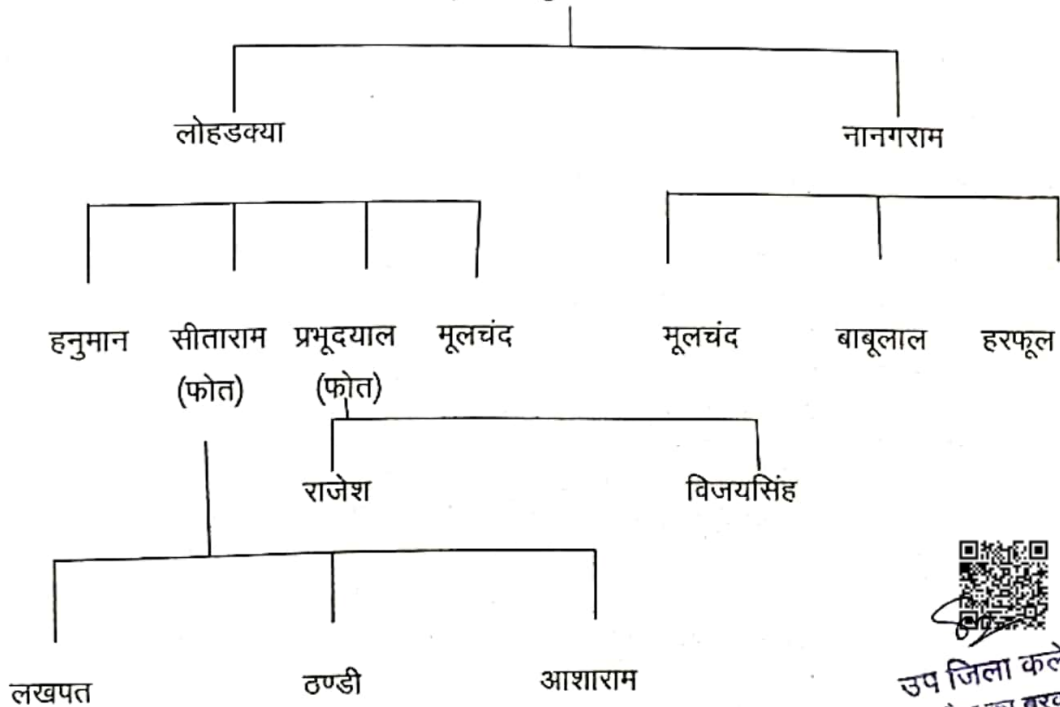 लोहडक्या नानगराम
हनुमान सीताराम प्रभूदयाल मूलचंद मूलचंद बाबूलाल हरफूल
(फोत) (फोत)
राजेश विजयसिंह
लखपत ठण्डी आशाराम
उप जिला